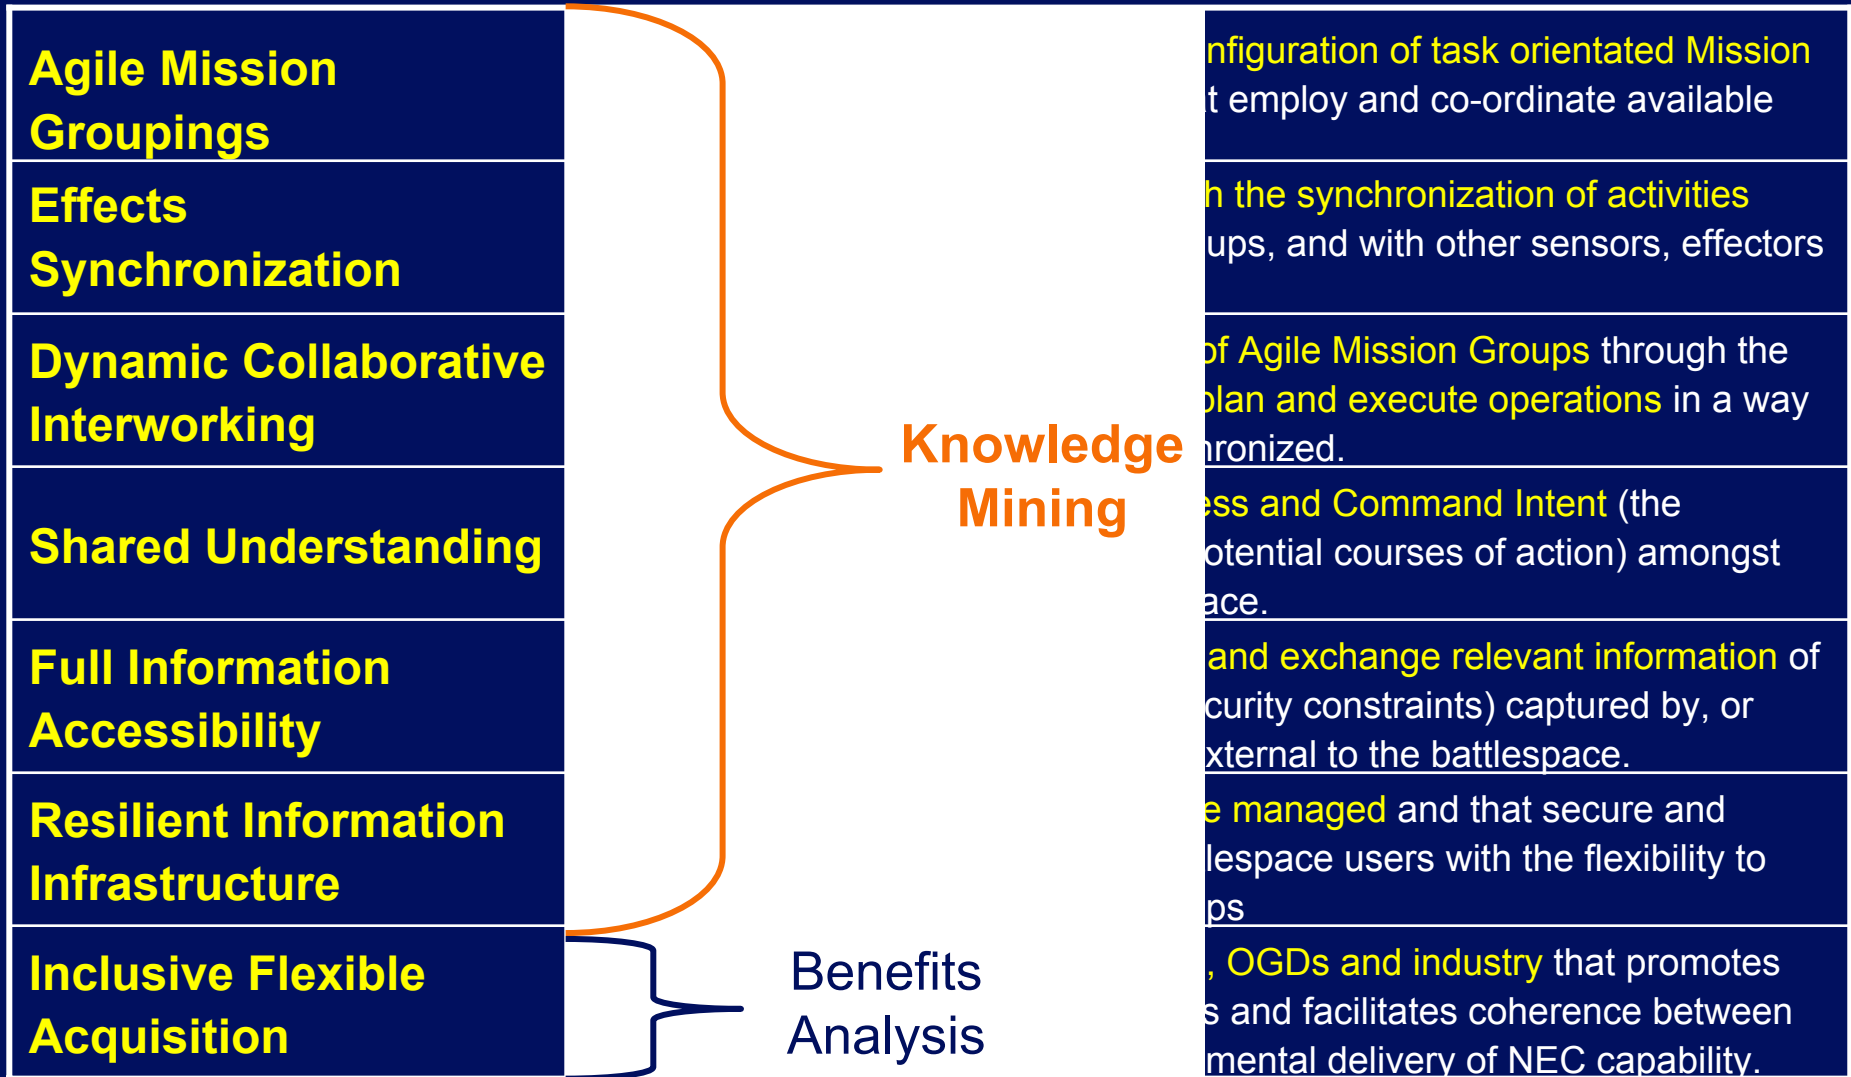 Agile Mission
Groupings
nfiguration of task orientated Mission
t employ and co-ordinate available
Effects
Synchronization
h the synchronization of activities
ups, and with other sensors, effectors
Dynamic Collaborative
Interworking
of Agile Mission Groups through the
plan and execute operations in a way
hronized.
Knowledge
Mining
Shared Understanding
ess and Command Intent (the
otential courses of action) amongst
ace.
Full Information
Accessibility
and exchange relevant information of
curity constraints) captured by, or
xternal to the battlespace.
Resilient Information
Infrastructure
e managed and that secure and
lespace users with the flexibility to
ps
Inclusive Flexible
Acquisition
Benefits
Analysis
, OGDs and industry that promotes
s and facilitates coherence between
mental delivery of NEC capability.